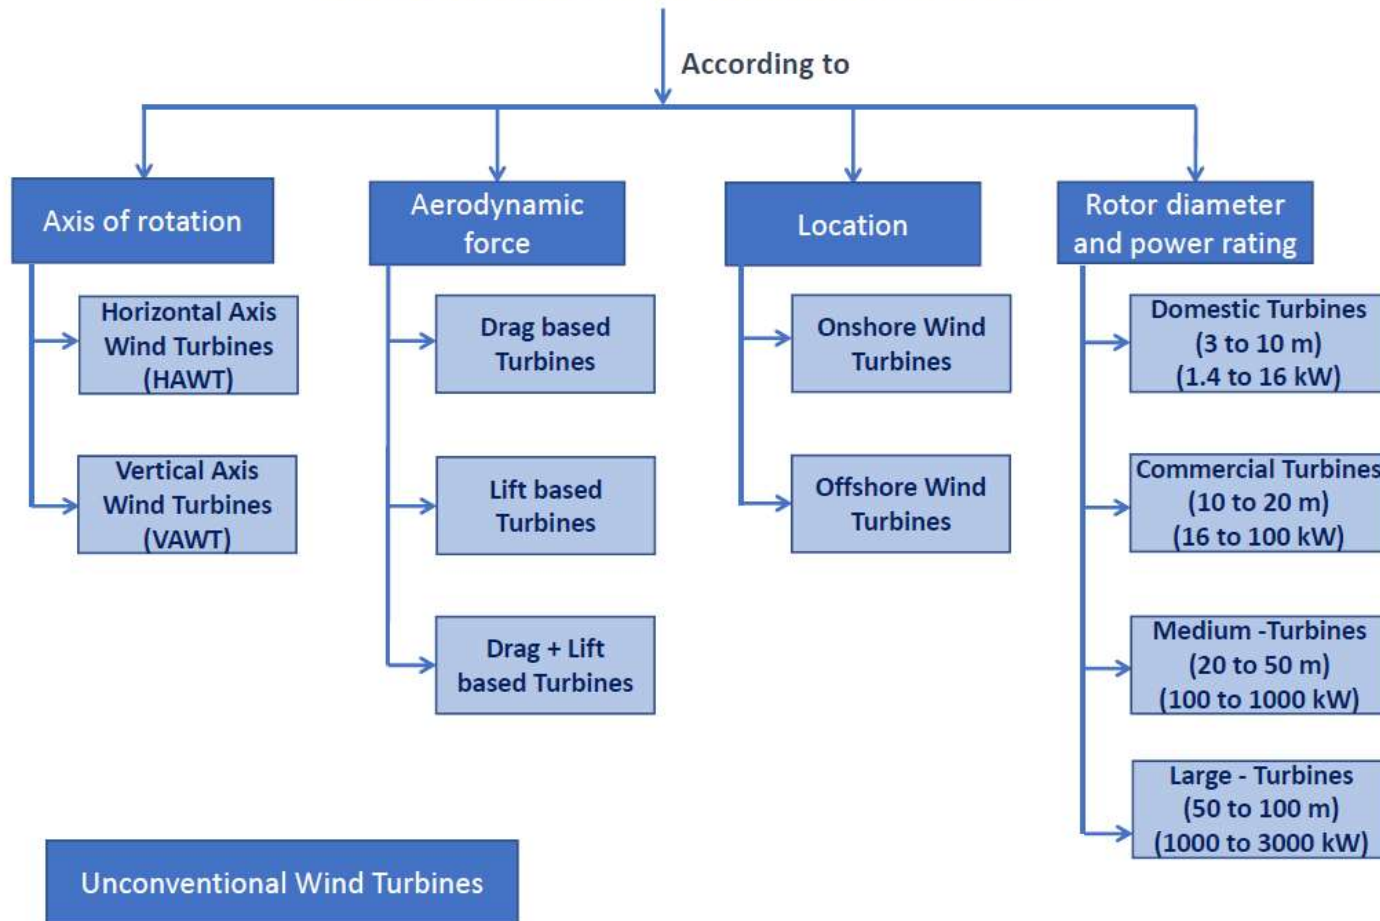 According to
Axis of rotation
Horizontal Axis
Wind Turbines
(HAWT)
Vertical Axis
Wind Turbines
(VAWT)
Aerodynamic
force
Drag based
Turbines
Lift based
Turbines
Drag + Lift
based Turbines
Location
Onshore Wind
Turbines
Offshore Wind
Turbines
Rotor diameter
and power rating
Domestic Turbines
(3 to 10 m)
(1.4 to 16 kW)
Commercial Turbines
(10 to 20 m)
(16 to 100 kW)
Medium -Turbines
(20 to 50 m)
(100 to 1000 kW)
Large - Turbines
(50 to 100 m)
(1000 to 3000 kW)
Unconventional Wind Turbines